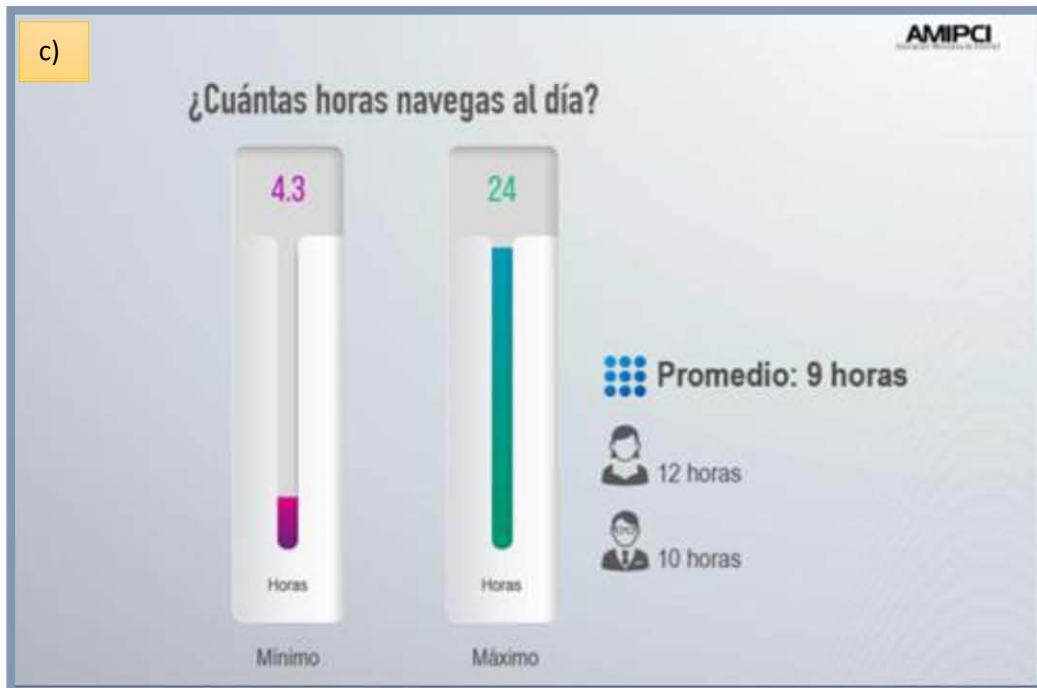 c)
AMIPCI
¿Cuántas horas navegas al día?
4.3
24
Promedio: 9 horas
12 horas
10 horas
Horas
Horas
Mínimo
Máximo